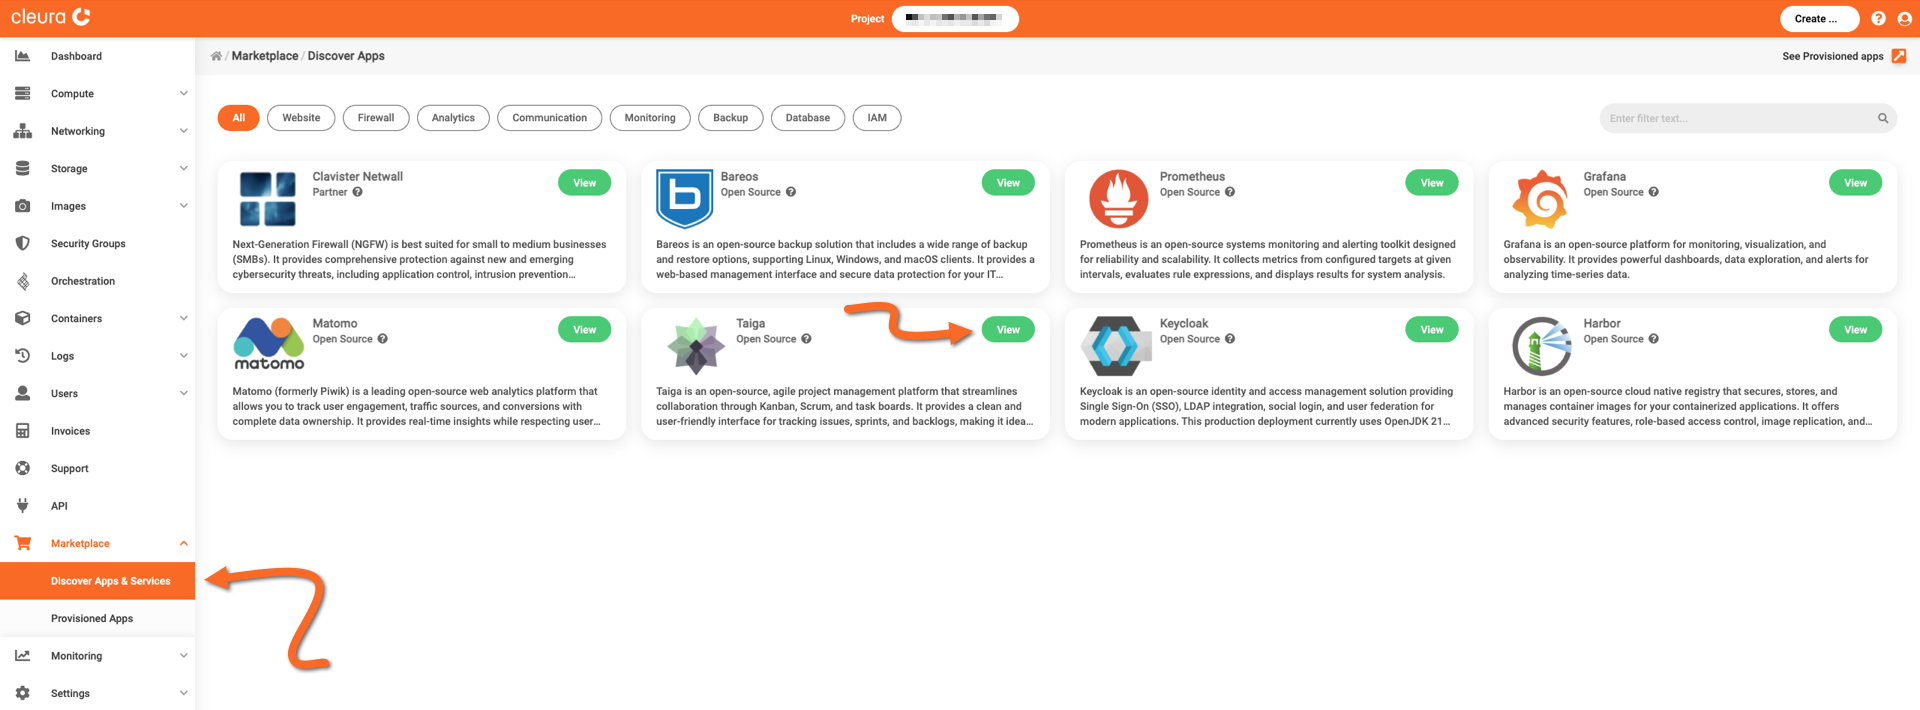 cleura
Project
Create ...
Dashboard
Compute
Networking
Storage
Images
Security Groups
Orchestration
Containers
Logs
Users
Invoices
Support
API
Marketplace
Discover Apps & Services
Provisioned Apps
Monitoring
Settings
/ Marketplace / Discover Apps
See Provisioned apps
All
Website
Firewall
Analytics
Communication
Monitoring
Backup
Database
IAM
Enter filter text...
Clavister Netwall
Partner
View
Next-Generation Firewall (NGFW) is best suited for small to medium businesses
(SMBs). It provides comprehensive protection against new and emerging
cybersecurity threats, including application control, intrusion prevention...
Bareos
Open Source
View
Bareos is an open-source backup solution that includes a wide range of backup
and restore options, supporting Linux, Windows, and macOS clients. It provides a
web-based management interface and secure data protection for your IT...
Prometheus
Open Source
View
Prometheus is an open-source systems monitoring and alerting toolkit designed
for reliability and scalability. It collects metrics from configured targets at given
intervals, evaluates rule expressions, and displays results for system analysis.
Grafana
Open Source
View
Grafana is an open-source platform for monitoring, visualization, and
observability. It provides powerful dashboards, data exploration, and alerts for
analyzing time-series data.
matomo
Matomo
Open Source
View
Matomo (formerly Piwik) is a leading open-source web analytics platform that
allows you to track user engagement, traffic sources, and conversions with
complete data ownership. It provides real-time insights while respecting user...
Taiga
Open Source
View
Taiga is an open-source, agile project management platform that streamlines
collaboration through Kanban, Scrum, and task boards. It provides a clean and
user-friendly interface for tracking issues, sprints, and backlogs, making it idea...
Keycloak
Open Source
View
Keycloak is an open-source identity and access management solution providing
Single Sign-On (SSO), LDAP integration, social login, and user federation for
modern applications. This production deployment currently uses OpenJDK 21...
Harbor
Open Source
View
Harbor is an open-source cloud native registry that secures, stores, and
manages container images for your containerized applications. It offers
advanced security features, role-based access control, image replication, and...